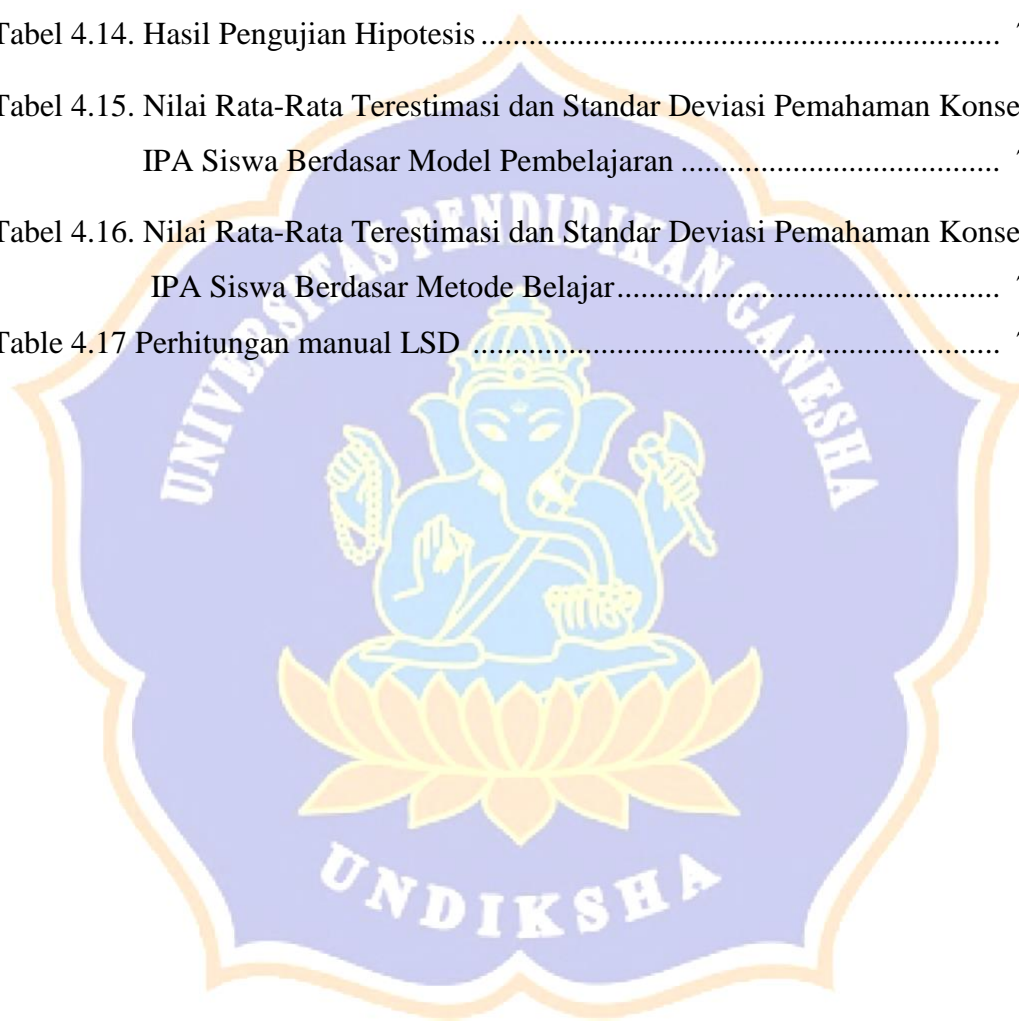 Tabel 4.14. Hasil Pengujian Hipotesis ..................................................................
Tabel 4.15. Nilai Rata-Rata Terestimasi dan Standar Deviasi Pemahaman
IPA Siswa Berdasar Model Pembelajaran .........................................
Tabel 4.16. Nilai Rata-Rata Terestimasi dan Standar Deviasi Pemahaman
IPA Siswa Berdasar Metode Belajar.................................................
Table 4.17 Perhitungan manual LSD ...................................................................
UNIVERSITAS PENDIDIKAN GANESHA
UNDIKSHA